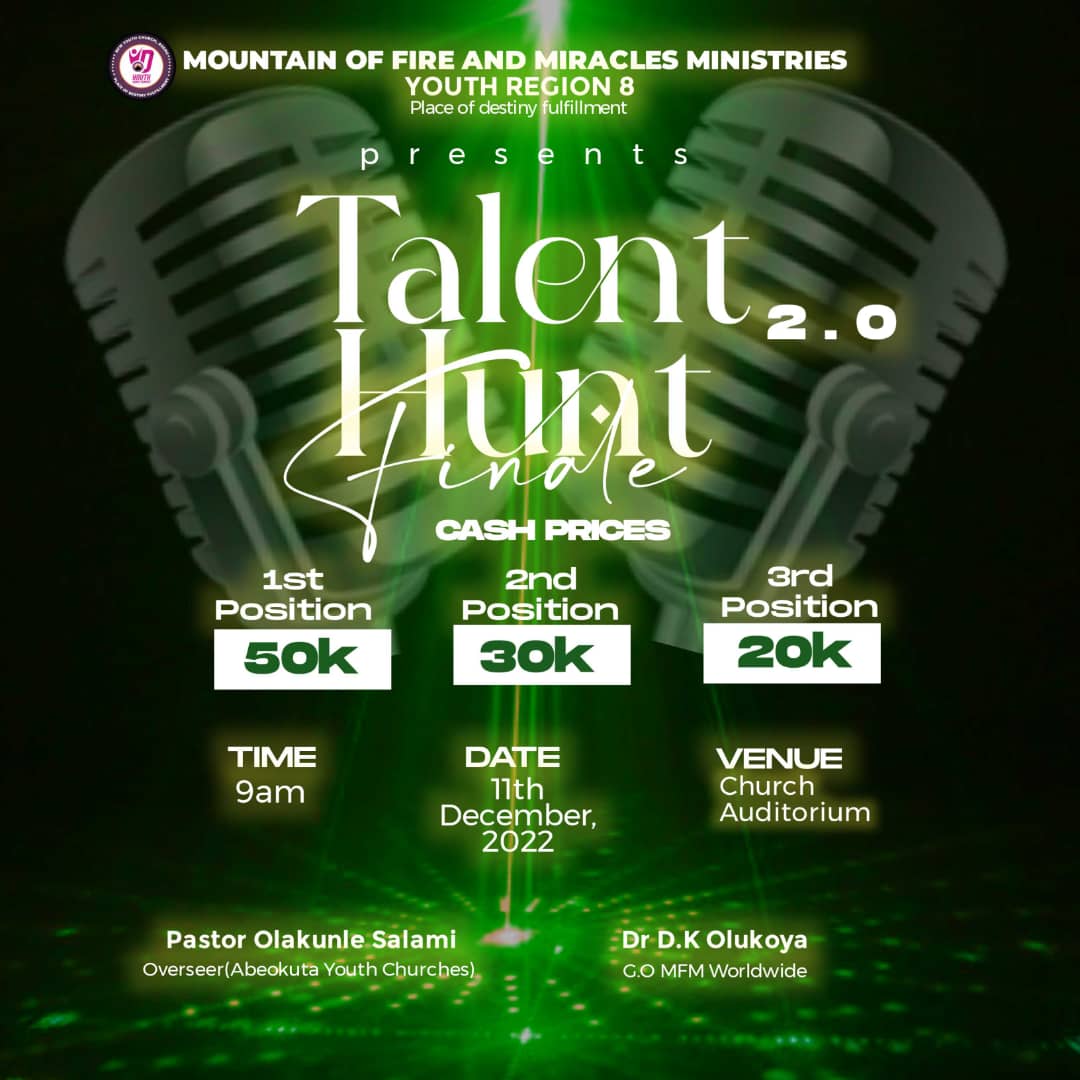 MOUNTAIN OF FIRE AND MIRACLES MINISTRIES
YOUTH REGION 8
Place of destiny fulfillment
presents
Talent
Hunt 2.0
Finale
CASH PRICES
1st Position
50k
2nd Position
30k
3rd Position
20k
TIME
9am
DATE
11th
December,
2022
VENUE
Church
Auditorium
Pastor Olakunle Salami
Overseer(Abeokuta Youth Churches)
Dr D.K Olukoya
G.O MFM Worldwide